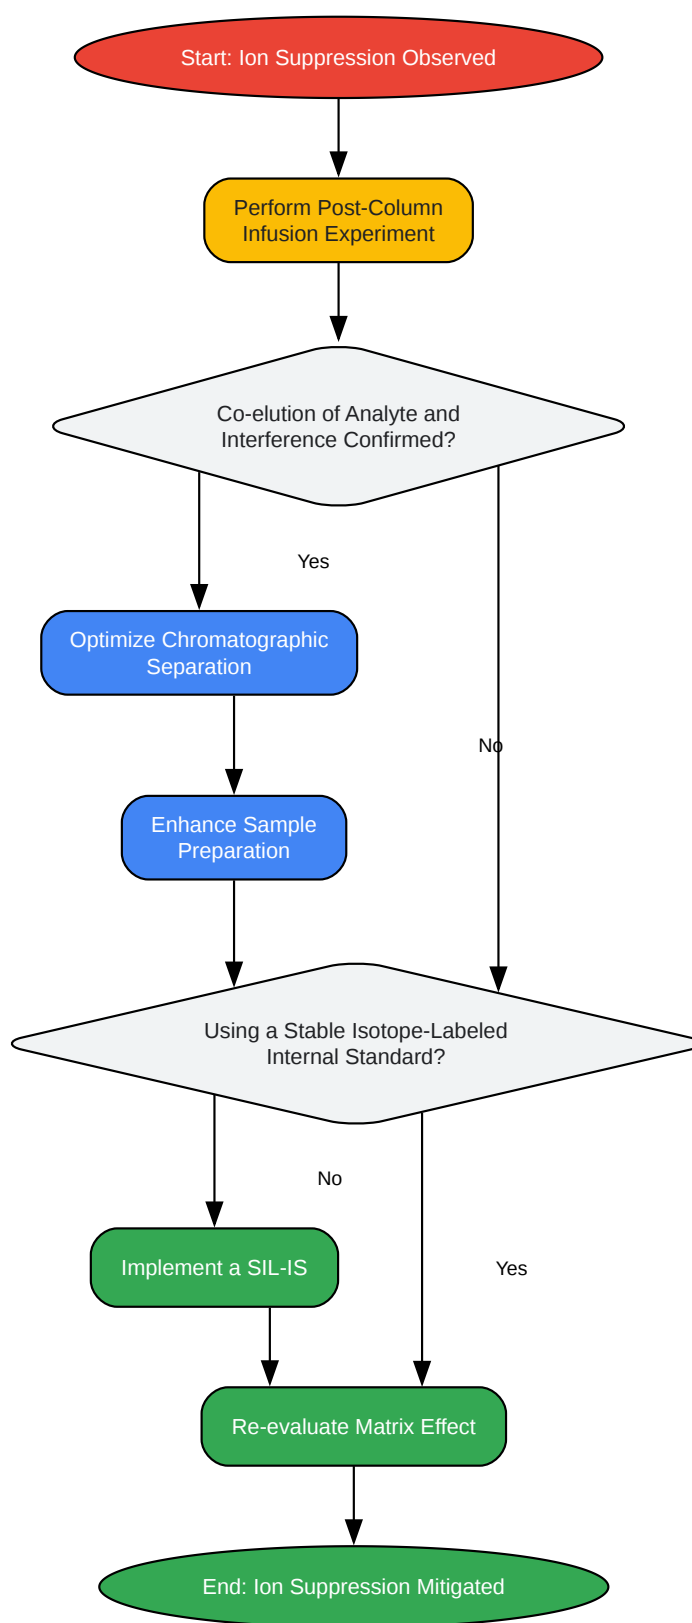 Start: Ion Suppression Observed
Perform Post-Column
Infusion Experiment
Co-elution of Analyte and
Interference Confirmed?
Yes
Optimize Chromatographic
Separation
No
Enhance Sample
Preparation
Using a Stable Isotope-Labeled
Internal Standard?
No
Implement a SIL-IS
Yes
Re-evaluate Matrix Effect
End: Ion Suppression Mitigated